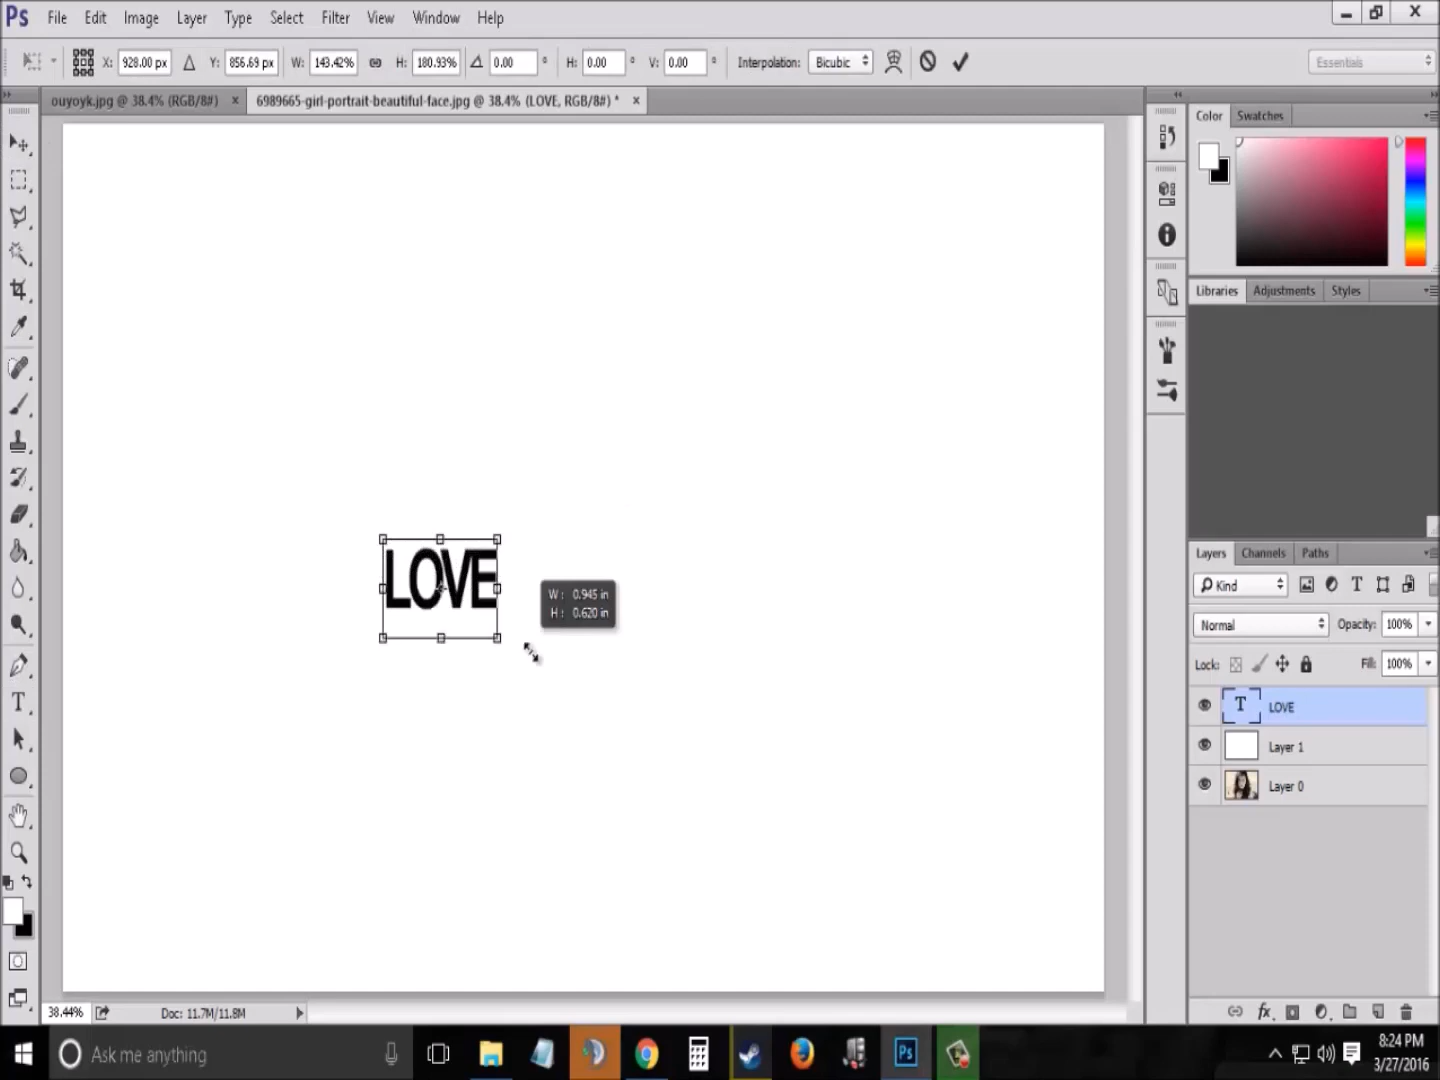 Ps File Edit Image Layer Type Select Filter View Window Help
X: 928.00 px Y: 856.69 px W: 143.42% H: 180.93% 0.00 ° H: 0.00 ° V: 0.00 ° Interpolation: Bicubic Essentials
ouyoyk.jpg @ 38.4% (RGB/8#) × 6989665-girl-portrait-beautiful-face.jpg @ 38.4% (LOVE, RGB/8#) * ×
Color Swatches
Libraries Adjustments Styles
LOVE
W: 0.945 in
H: 0.620 in
Layers Channels Paths
Kind
Normal Opacity: 100%
Lock: Fill: 100%
T LOVE
Layer 1
Layer 0
38.44% Doc: 11.7M/11.8M
fx
Ask me anything
Ps
8:24 PM
3/27/2016